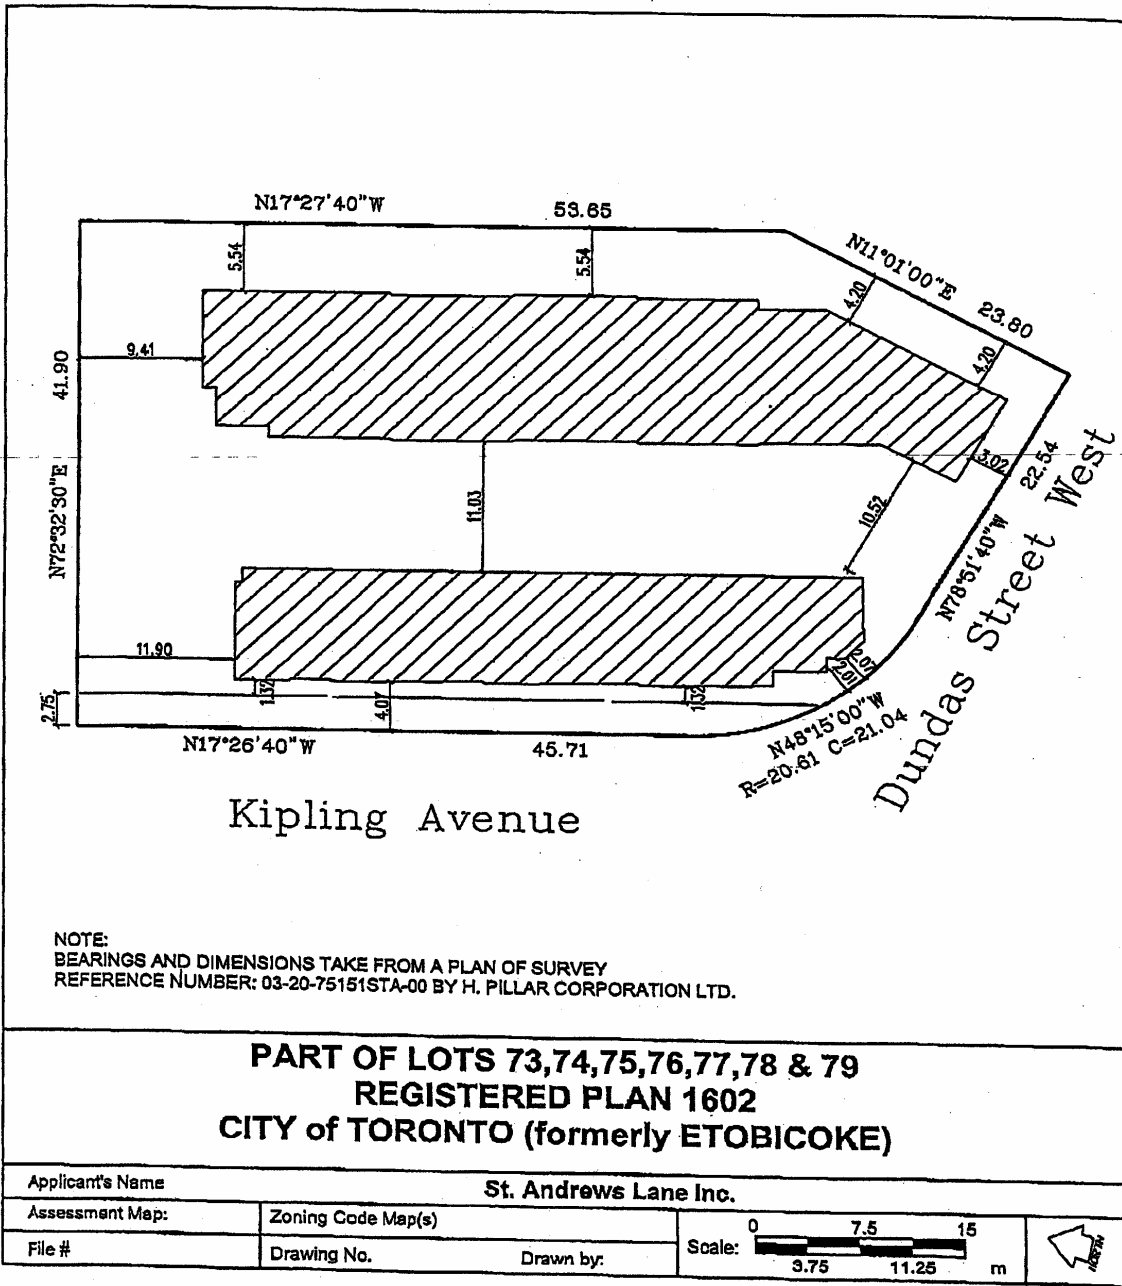 N17°27'40"W 53.65
N11°01'00"E 23.80
5.54
5.54
4.20
4.20
9.41
41.90
N72°32'30"E
3.02
22.54
N78°51'40"W
Dundas Street West
11.03
10.52
11.90
2.75
1.32
4.07
1.32
2.07
2.01
N17°26'40"W 45.71
N48°15'00"W
R=20.61 C=21.04
Kipling Avenue
NOTE:
BEARINGS AND DIMENSIONS TAKE FROM A PLAN OF SURVEY
REFERENCE NUMBER: 03-20-75151STA-00 BY H. PILLAR CORPORATION LTD.
PART OF LOTS 73,74,75,76,77,78 & 79
REGISTERED PLAN 1602
CITY of TORONTO (formerly ETOBICOKE)
Applicant's Name St. Andrews Lane Inc.
Assessment Map: Zoning Code Map(s)
File # Drawing No. Drawn by:
Scale: 0 7.5 15
3.75 11.25 m
NORTH